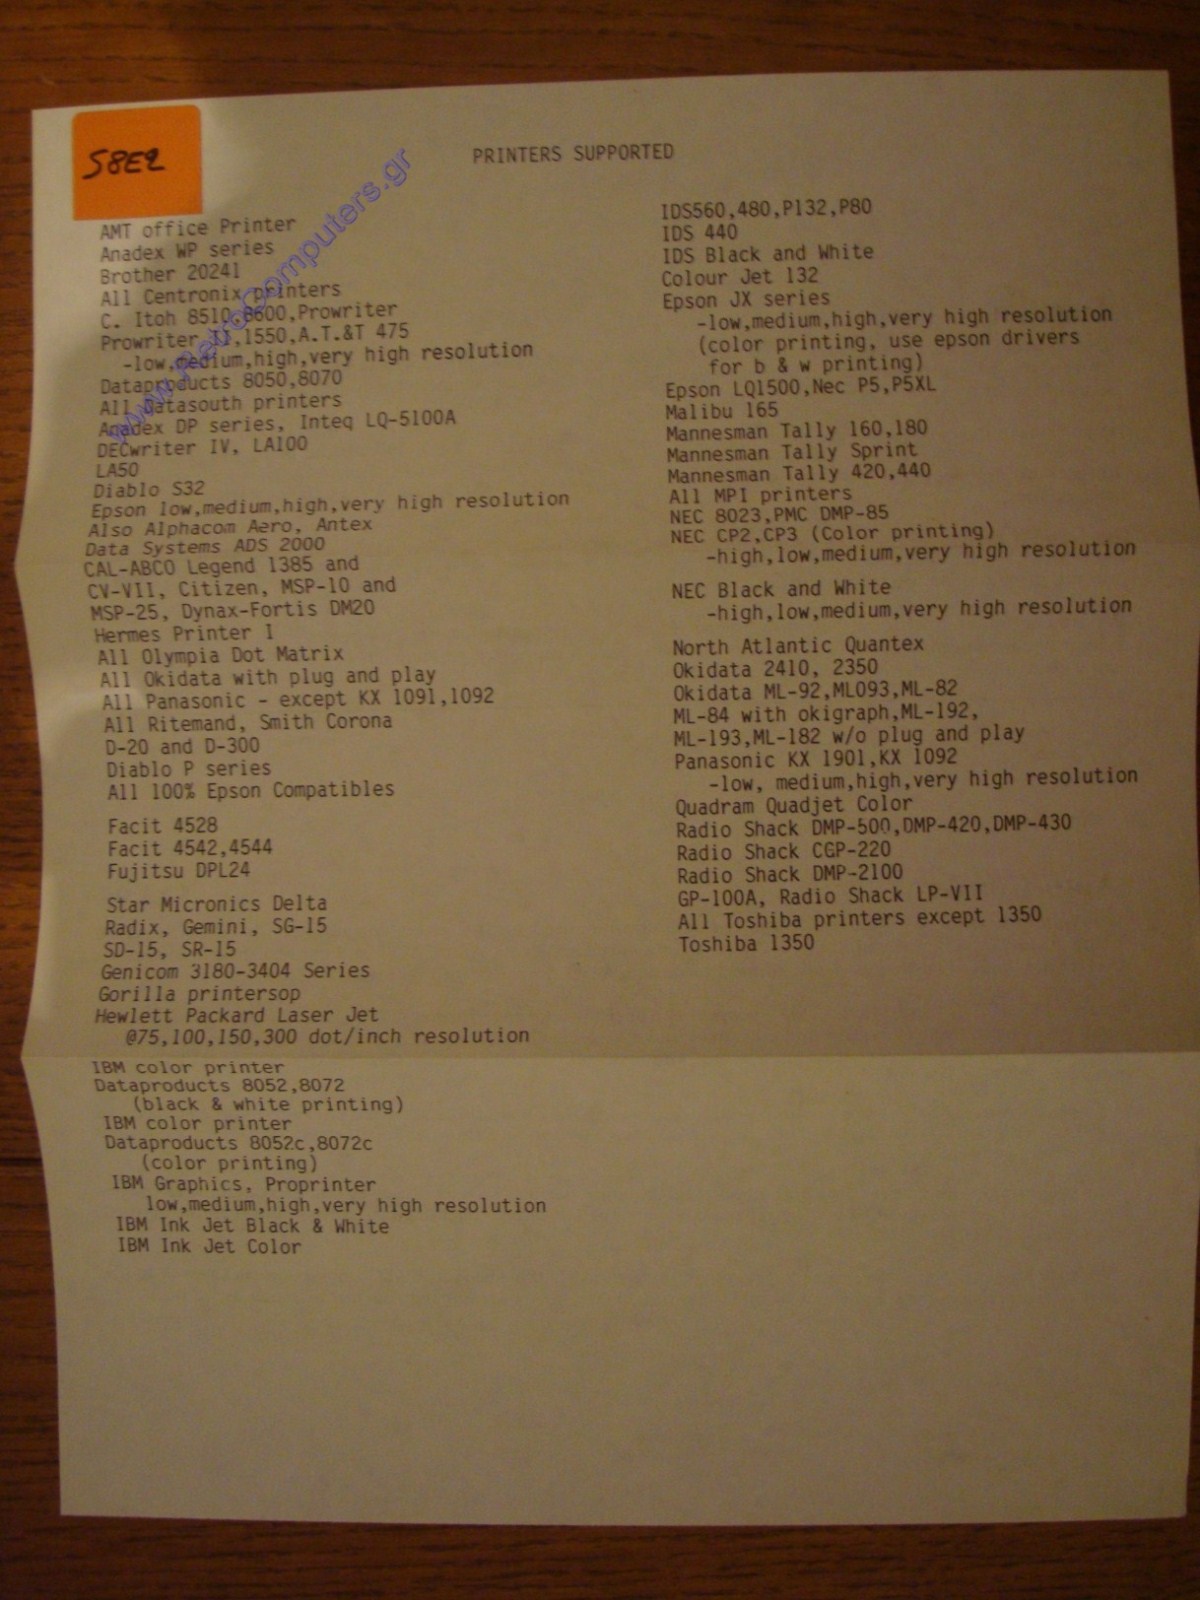 S8E2
PRINTERS SUPPORTED
www.RetroComputers.gr
AMT office Printer
Anadex WP series
Brother 20241
All Centronix printers
C. Itoh 8510,8600,Prowriter
Prowriter II,1550,A.T.&T 475
-low,medium,high,very high resolution
Dataproducts 8050,8070
All Datasouth printers
Anadex DP series, Inteq LQ-5100A
DECwriter IV, LA100
LA50
Diablo S32
Epson low,medium,high,very high resolution
Also Alphacom Aero, Antex
Data Systems ADS 2000
CAL-ABCO Legend 1385 and
CV-VII, Citizen, MSP-10 and
MSP-25, Dynax-Fortis DM20
Hermes Printer I
All Olympia Dot Matrix
All Okidata with plug and play
All Panasonic - except KX 1091,1092
All Ritemand, Smith Corona
D-20 and D-300
Diablo P series
All 100% Epson Compatibles
Facit 4528
Facit 4542,4544
Fujitsu DPL24
Star Micronics Delta
Radix, Gemini, SG-15
SD-15, SR-15
Genicom 3180-3404 Series
Gorilla printersop
Hewlett Packard Laser Jet
@75,100,150,300 dot/inch resolution
IBM color printer
Dataproducts 8052,8072
(black & white printing)
IBM color printer
Dataproducts 8052c,8072c
(color printing)
IBM Graphics, Proprinter
low,medium,high,very high resolution
IBM Ink Jet Black & White
IBM Ink Jet Color
IDS560,480,P132,P80
IDS 440
IDS Black and White
Colour Jet 132
Epson JX series
-low,medium,high,very high resolution
(color printing, use epson drivers
for b & w printing)
Epson LQ1500,Nec P5,P5XL
Malibu 165
Mannesman Tally 160,180
Mannesman Tally Sprint
Mannesman Tally 420,440
All MPI printers
NEC 8023,PMC DMP-85
NEC CP2,CP3 (Color printing)
-high,low,medium,very high resolution
NEC Black and White
-high,low,medium,very high resolution
North Atlantic Quantex
Okidata 2410, 2350
Okidata ML-92,ML093,ML-82
ML-84 with okigraph,ML-192,
ML-193,ML-182 w/o plug and play
Panasonic KX 1901,KX 1092
-low, medium,high,very high resolution
Quadram Quadjet Color
Radio Shack DMP-500,DMP-420,DMP-430
Radio Shack CGP-220
Radio Shack DMP-2100
GP-100A, Radio Shack LP-VII
All Toshiba printers except 1350
Toshiba 1350